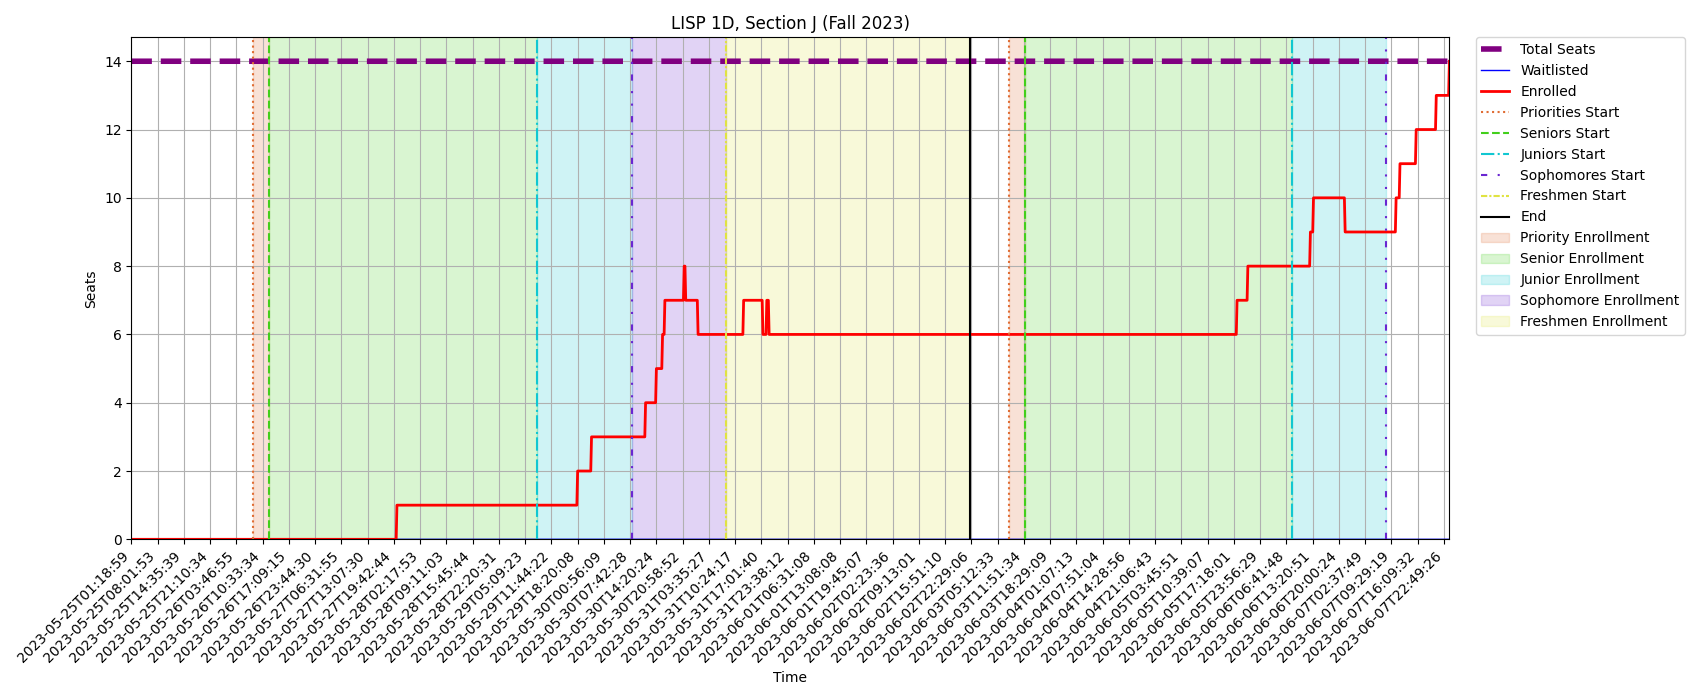 LISP 1D, Section J (Fall 2023)
Seats
14
12
10
8
6
4
2
0
2023-05-25T01:18:59
2023-05-25T08:01:53
2023-05-25T14:35:39
2023-05-25T21:10:34
2023-05-26T03:46:55
2023-05-26T10:33:34
2023-05-26T17:09:15
2023-05-26T23:44:30
2023-05-27T06:31:55
2023-05-27T13:07:30
2023-05-27T19:42:44
2023-05-28T02:17:53
2023-05-28T09:11:03
2023-05-28T15:45:44
2023-05-28T22:20:31
2023-05-29T05:09:23
2023-05-29T11:44:22
2023-05-29T18:20:08
2023-05-30T00:56:09
2023-05-30T07:42:28
2023-05-30T14:20:24
2023-05-30T20:58:52
2023-05-31T03:35:27
2023-05-31T10:24:17
2023-05-31T17:01:40
2023-05-31T23:38:12
2023-06-01T06:31:08
2023-06-01T13:08:08
2023-06-01T19:45:07
2023-06-02T02:23:36
2023-06-02T09:13:01
2023-06-02T15:51:10
2023-06-02T22:29:06
2023-06-03T05:12:33
2023-06-03T11:51:34
2023-06-03T18:29:09
2023-06-04T01:07:13
2023-06-04T07:51:04
2023-06-04T14:28:56
2023-06-04T21:06:43
2023-06-05T03:45:51
2023-06-05T10:39:07
2023-06-05T17:18:01
2023-06-05T23:56:29
2023-06-06T06:41:48
2023-06-06T13:20:51
2023-06-06T20:00:24
2023-06-07T02:37:49
2023-06-07T09:29:19
2023-06-07T16:09:32
2023-06-07T22:49:26
Time
Total Seats
Waitlisted
Enrolled
Priorities Start
Seniors Start
Juniors Start
Sophomores Start
Freshmen Start
End
Priority Enrollment
Senior Enrollment
Junior Enrollment
Sophomore Enrollment
Freshmen Enrollment